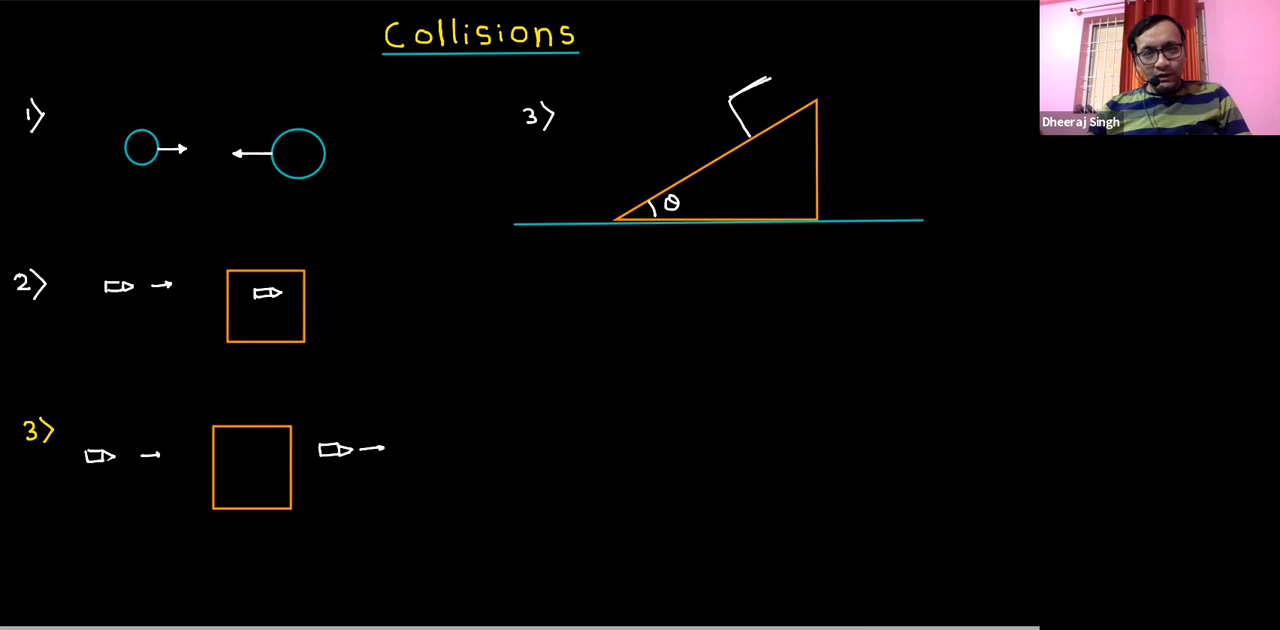 Collisions
1)
2)
3)
3)
θ
Dheeraj Singh